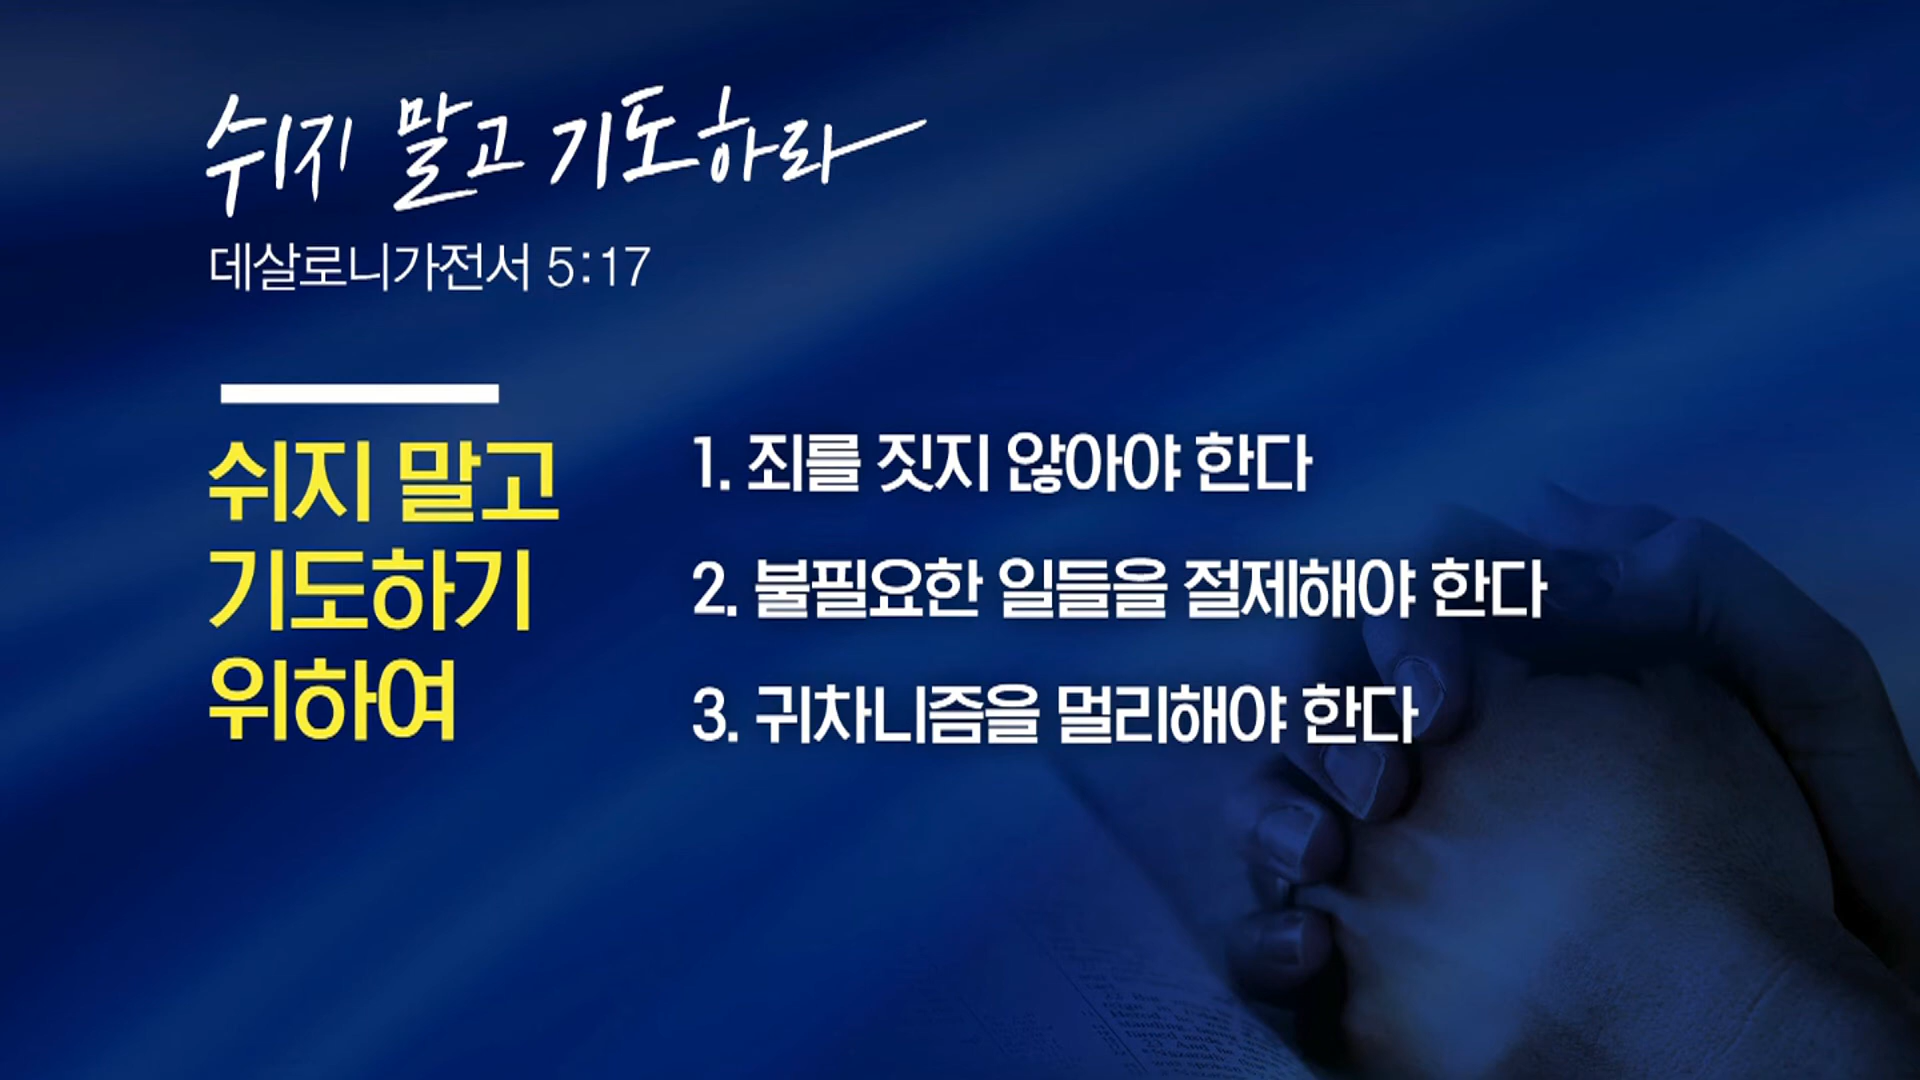 쉬지 말고 기도하라
데살로니가전서 5:17
쉬지 말고
기도하기
위하여
1. 죄를 짓지 않아야 한다
2. 불필요한 일들을 절제해야 한다
3. 귀차니즘을 멀리해야 한다